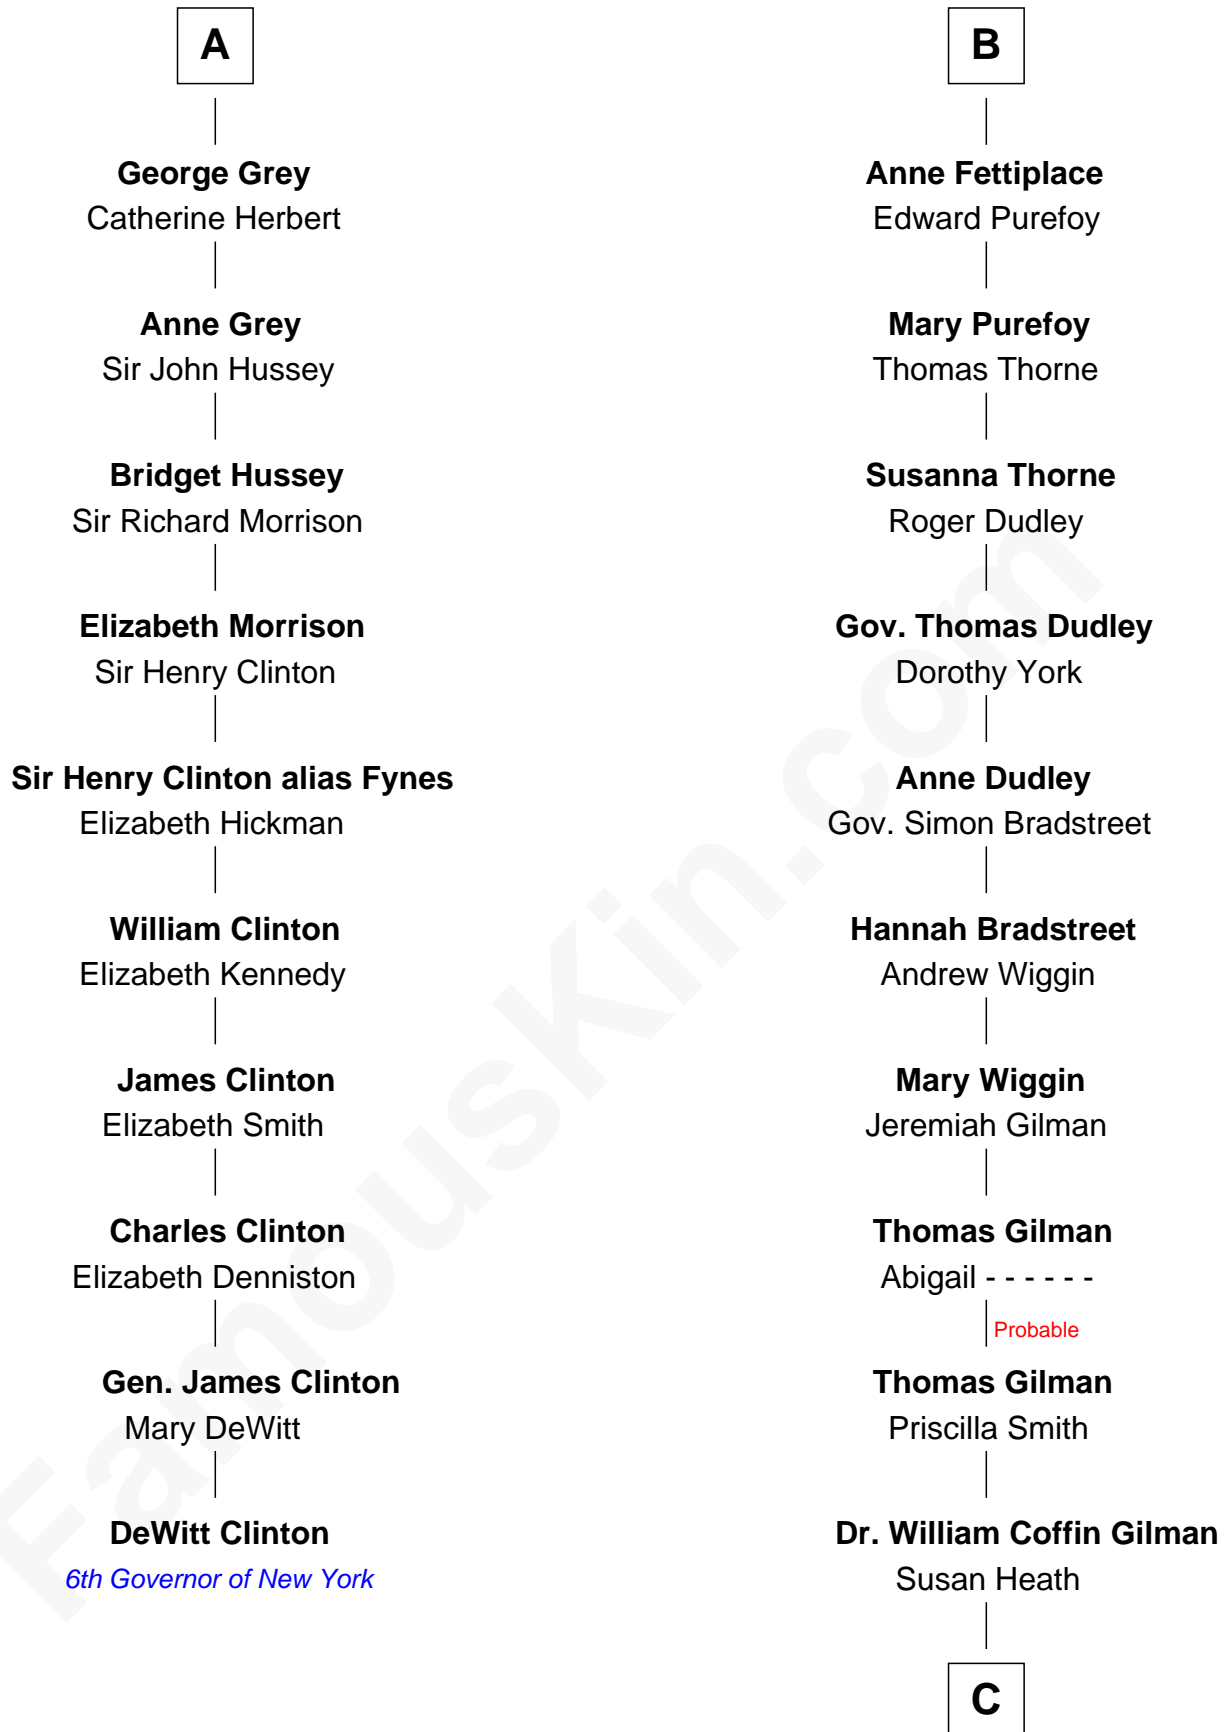 A
George Grey
Catherine Herbert
Anne Grey
Sir John Hussey
Bridget Hussey
Sir Richard Morrison
Elizabeth Morrison
Sir Henry Clinton
Sir Henry Clinton alias Fynes
Elizabeth Hickman
William Clinton
Elizabeth Kennedy
James Clinton
Elizabeth Smith
Charles Clinton
Elizabeth Denniston
Gen. James Clinton
Mary DeWitt
DeWitt Clinton
6th Governor of New York
B
Anne Fettiplace
Edward Purefoy
Mary Purefoy
Thomas Thorne
Susanna Thorne
Roger Dudley
Gov. Thomas Dudley
Dorothy York
Anne Dudley
Gov. Simon Bradstreet
Hannah Bradstreet
Andrew Wiggin
Mary Wiggin
Jeremiah Gilman
Thomas Gilman
Abigail - - - - - -
Probable
Thomas Gilman
Priscilla Smith
Dr. William Coffin Gilman
Susan Heath
C
FamousKin.com